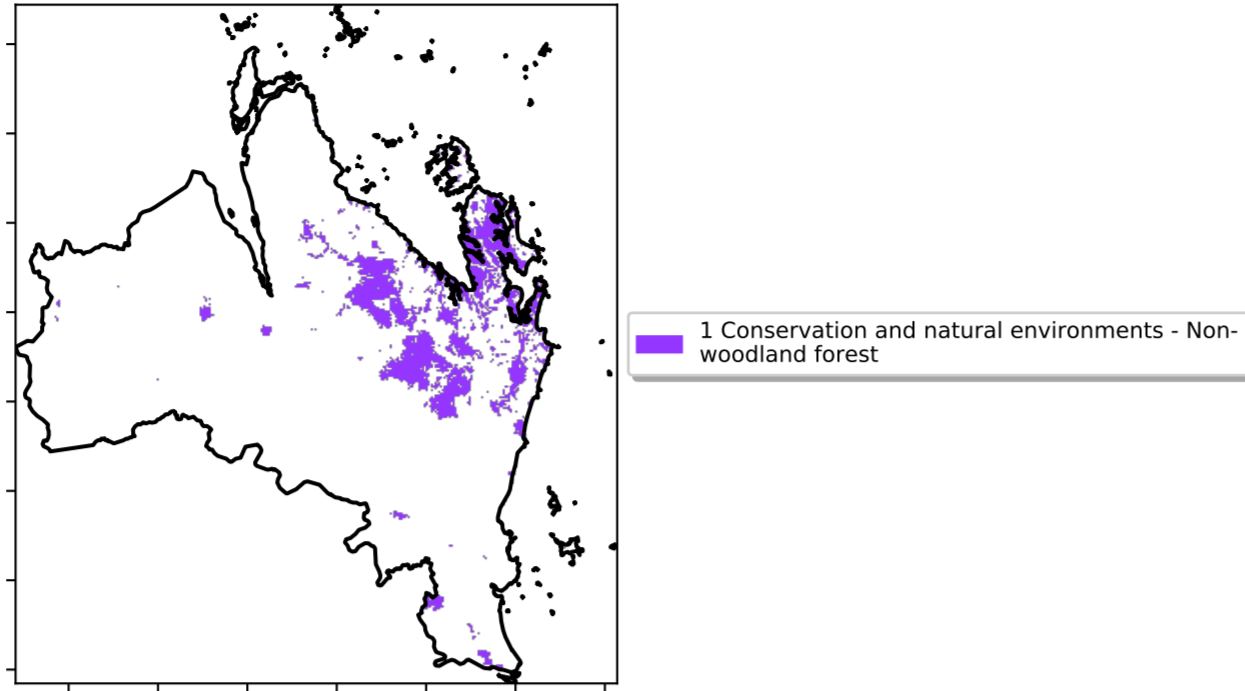 1 Conservation and natural environments - Non-
woodland forest